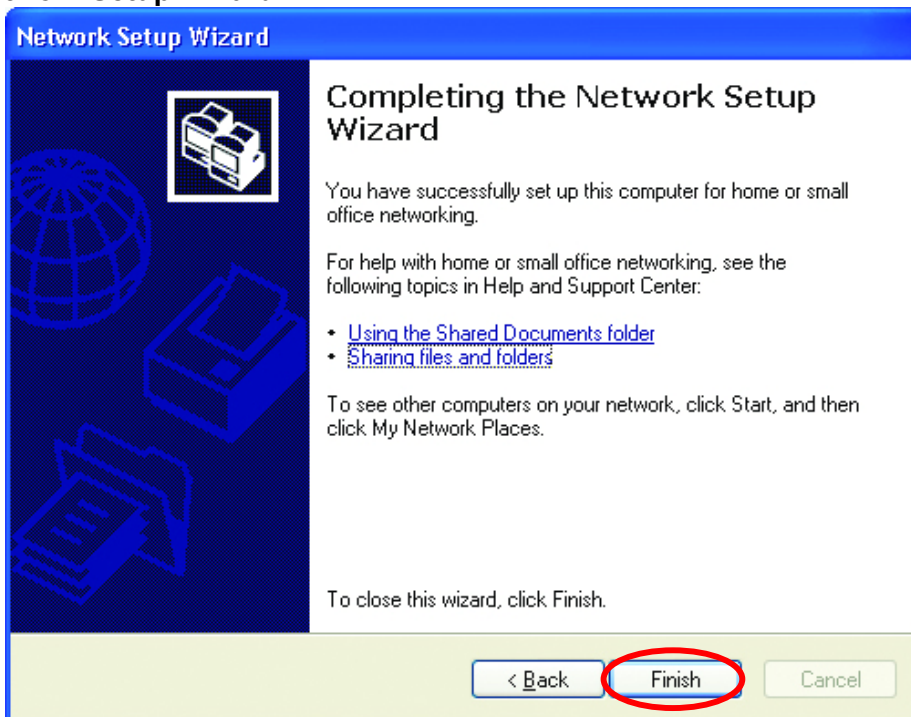 Network Setup Wizard
Completing the Network Setup
Wizard
You have successfully set up this computer for home or small
office networking.
For help with home or small office networking, see the
following topics in Help and Support Center:
• Using the Shared Documents folder
• Sharing files and folders
To see other computers on your network, click Start, and then
click My Network Places.
To close this wizard, click Finish.
< Back Finish Cancel